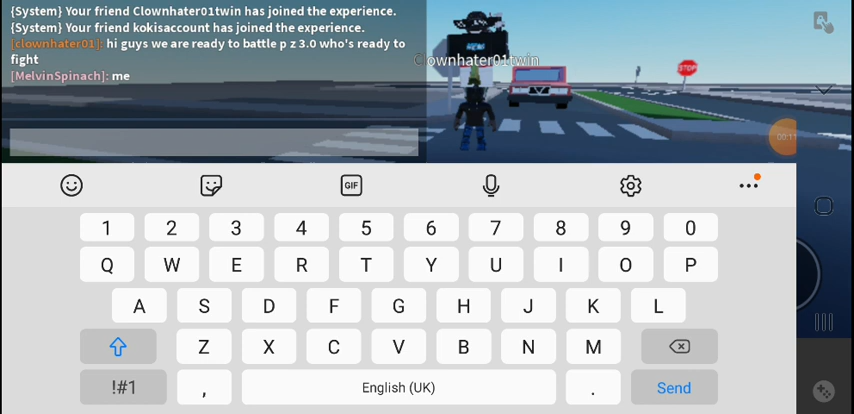 {System} Your friend Clownhater01twin has joined the experience.
{System} Your friend kokisaccount has joined the experience.
[clownhater01]: hi guys we are ready to battle p z 3.0 who's ready to
fight
[MelvinSpinach]: me
Clownhater01twin
STOP
00:11
GIF
1 2 3 4 5 6 7 8 9 0
Q W E R T Y U I O P
A S D F G H J K L
Z X C V B N M
!#1 , English (UK) . Send